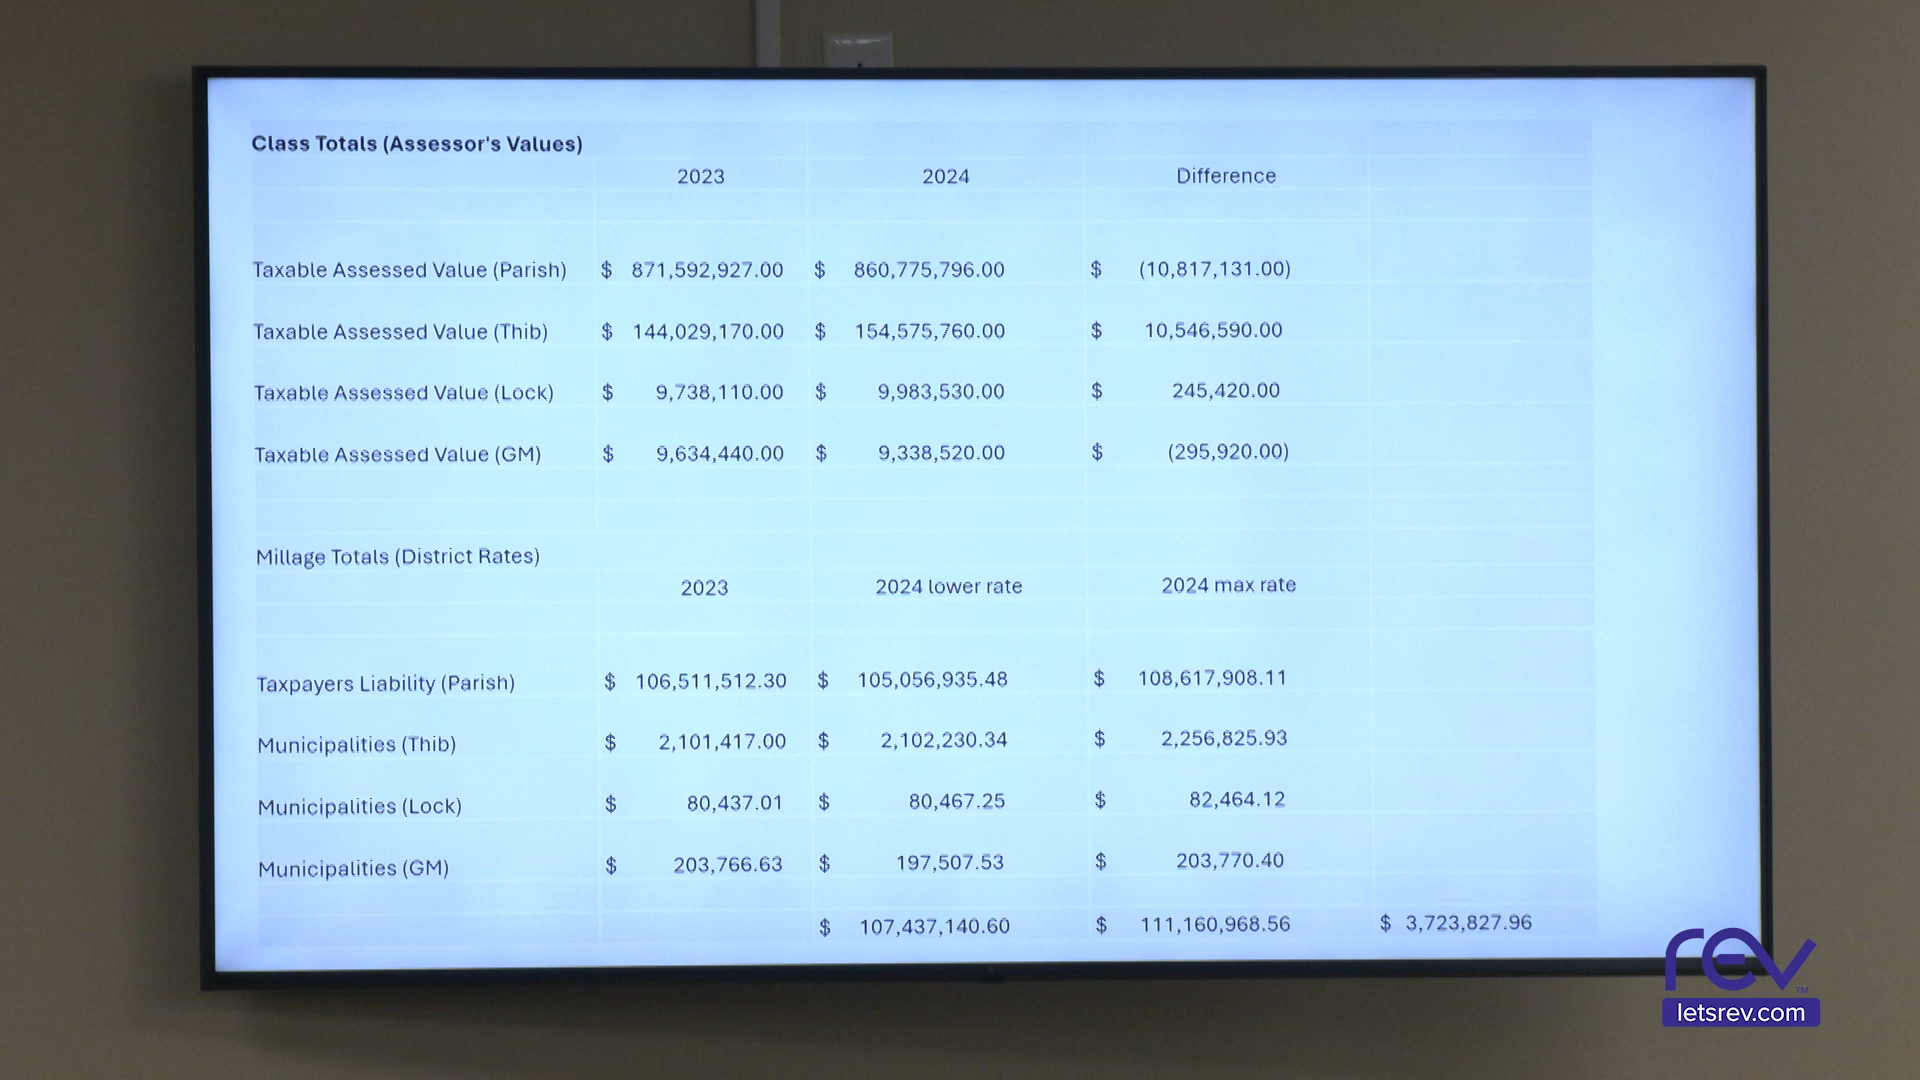 Class Totals (Assessor's Values)
2023 2024 Difference
Taxable Assessed Value (Parish) $ 871,592,927.00 $ 860,775,796.00 $ (10,817,131.00)
Taxable Assessed Value (Thib) $ 144,029,170.00 $ 154,575,760.00 $ 10,546,590.00
Taxable Assessed Value (Lock) $ 9,738,110.00 $ 9,983,530.00 $ 245,420.00
Taxable Assessed Value (GM) $ 9,634,440.00 $ 9,338,520.00 $ (295,920.00)
Millage Totals (District Rates)
2023 2024 lower rate 2024 max rate
Taxpayers Liability (Parish) $ 106,511,512.30 $ 105,056,935.48 $ 108,617,908.11
Municipalities (Thib) $ 2,101,417.00 $ 2,102,230.34 $ 2,256,825.93
Municipalities (Lock) $ 80,437.01 $ 80,467.25 $ 82,464.12
Municipalities (GM) $ 203,766.63 $ 197,507.53 $ 203,770.40
$ 107,437,140.60 $ 111,160,968.56 $ 3,723,827.96
rev™
letsrev.com